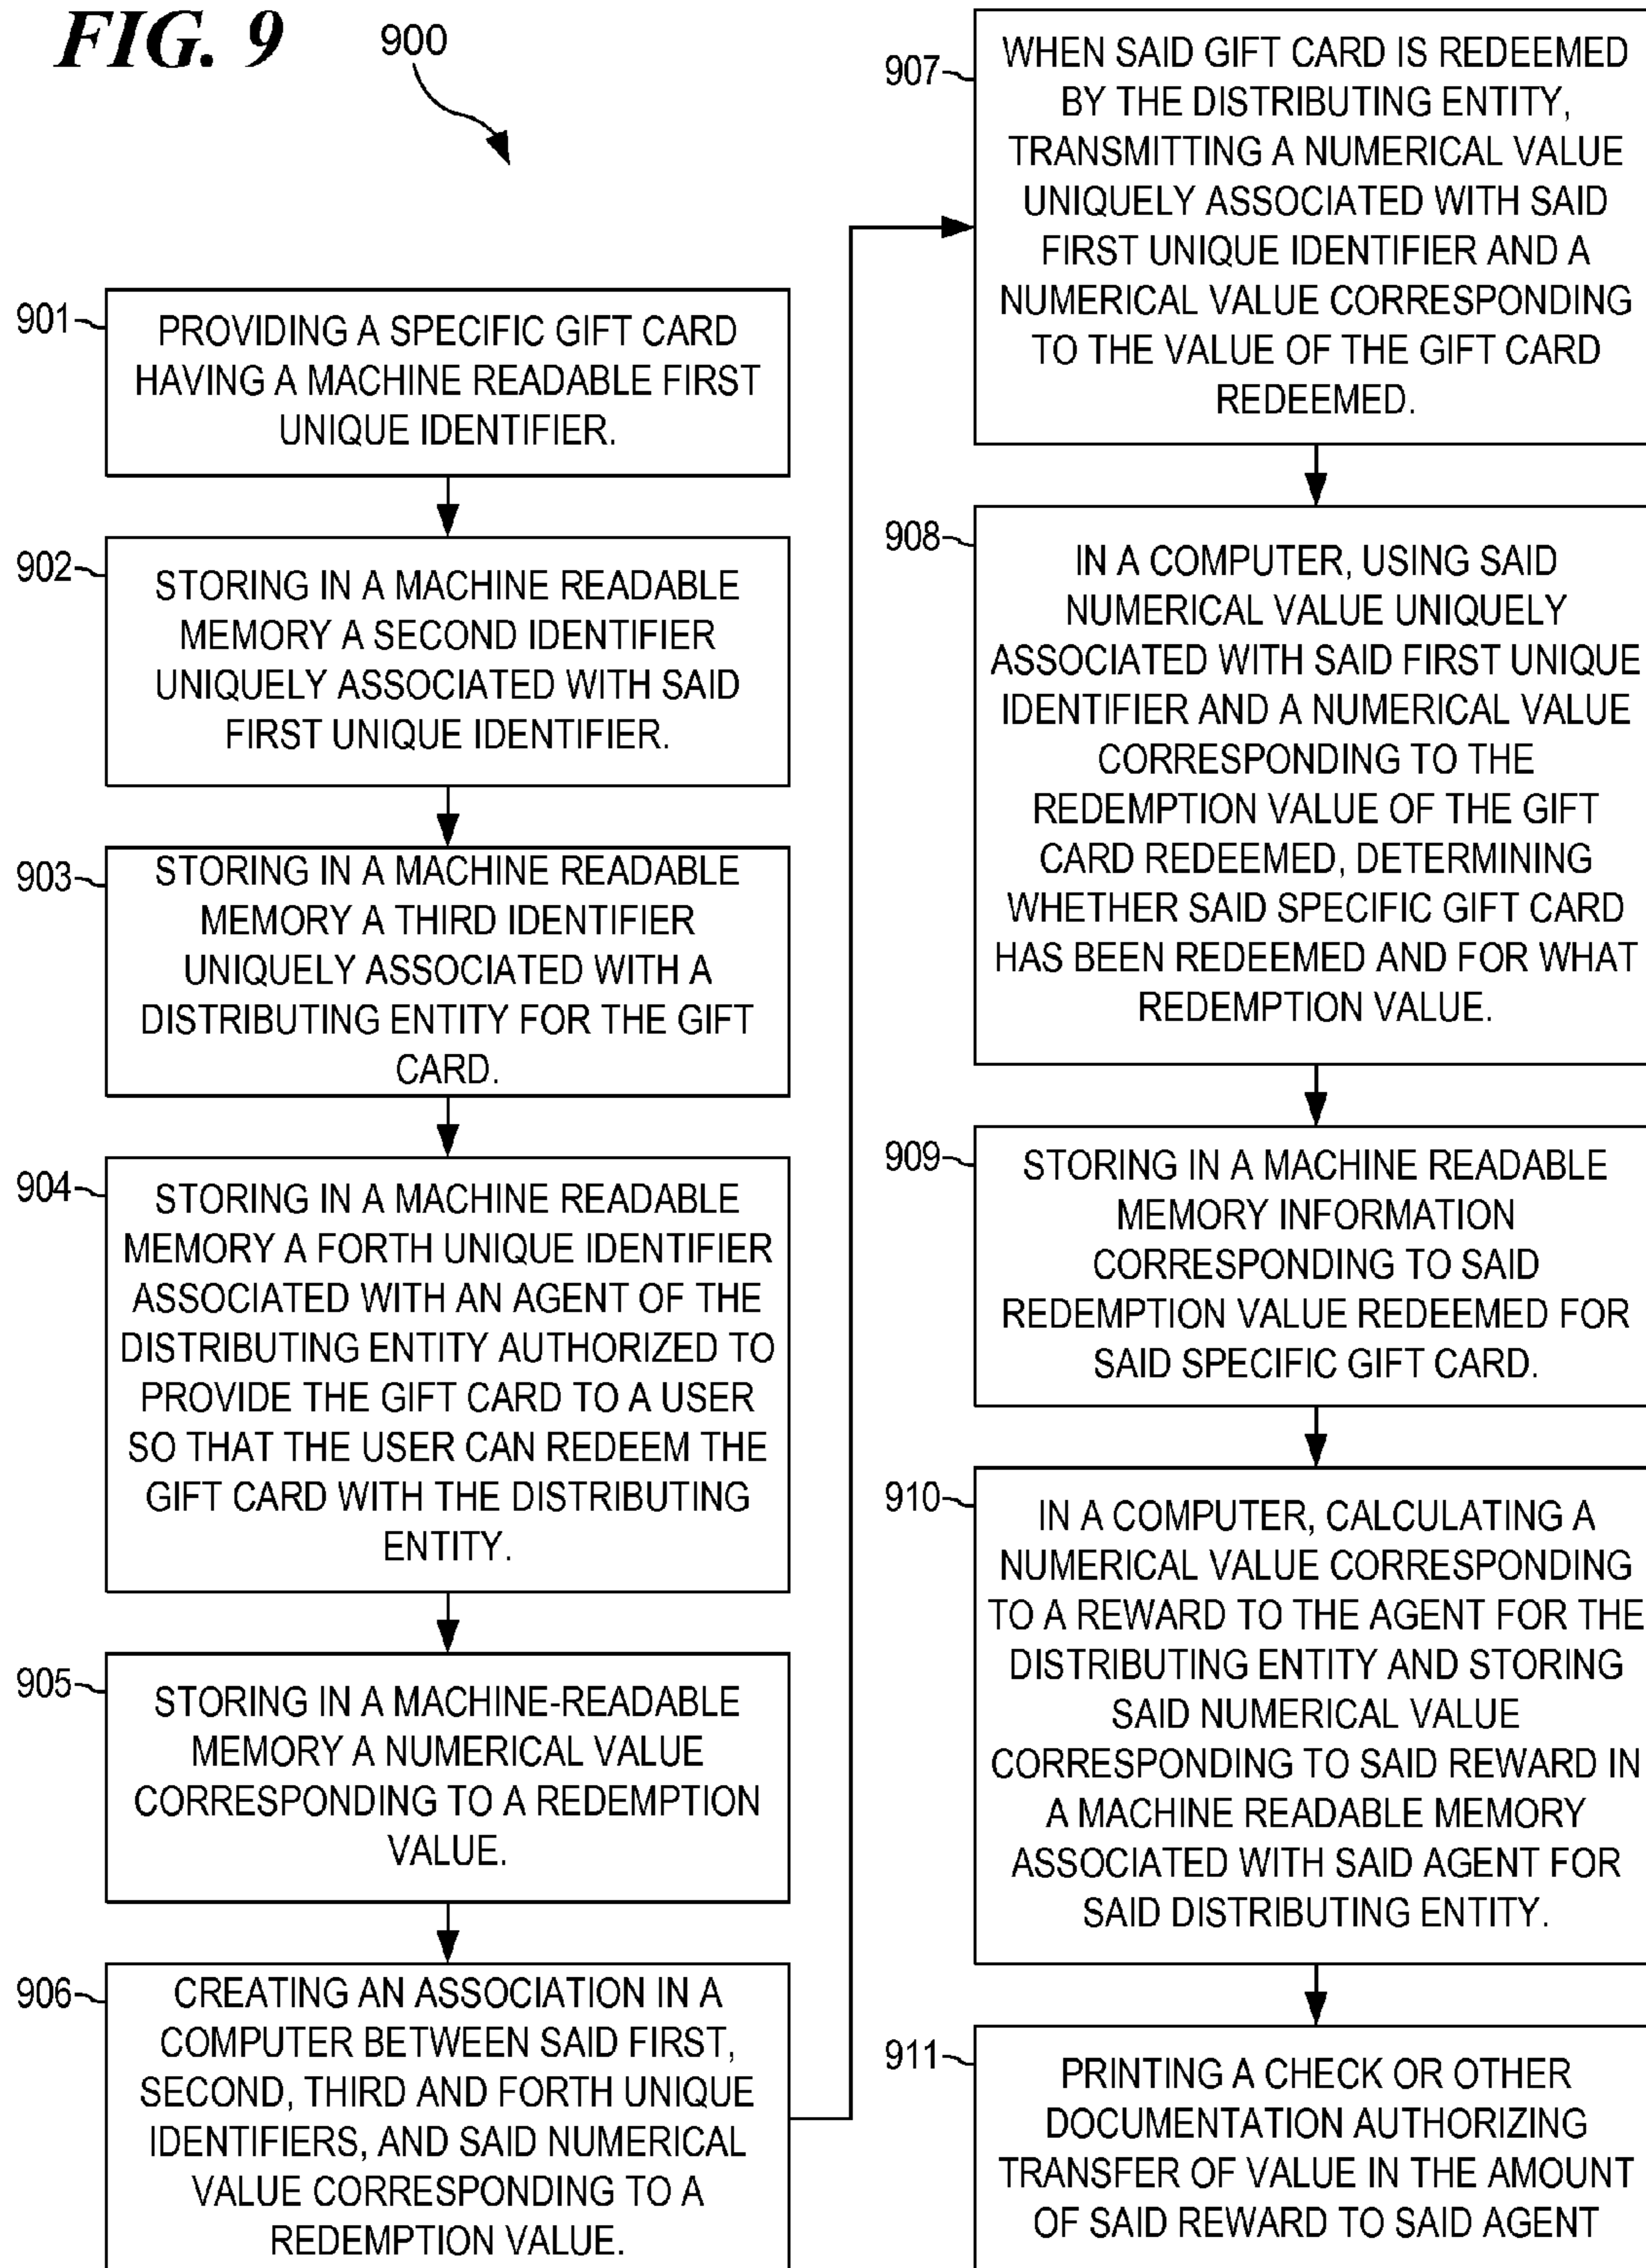 FIG. 9
900
901
PROVIDING A SPECIFIC GIFT CARD
HAVING A MACHINE READABLE FIRST
UNIQUE IDENTIFIER.
902
STORING IN A MACHINE READABLE
MEMORY A SECOND IDENTIFIER
UNIQUELY ASSOCIATED WITH SAID
FIRST UNIQUE IDENTIFIER.
903
STORING IN A MACHINE READABLE
MEMORY A THIRD IDENTIFIER
UNIQUELY ASSOCIATED WITH A
DISTRIBUTING ENTITY FOR THE GIFT
CARD.
904
STORING IN A MACHINE READABLE
MEMORY A FORTH UNIQUE IDENTIFIER
ASSOCIATED WITH AN AGENT OF THE
DISTRIBUTING ENTITY AUTHORIZED TO
PROVIDE THE GIFT CARD TO A USER
SO THAT THE USER CAN REDEEM THE
GIFT CARD WITH THE DISTRIBUTING
ENTITY.
905
STORING IN A MACHINE-READABLE
MEMORY A NUMERICAL VALUE
CORRESPONDING TO A REDEMPTION
VALUE.
906
CREATING AN ASSOCIATION IN A
COMPUTER BETWEEN SAID FIRST,
SECOND, THIRD AND FORTH UNIQUE
IDENTIFIERS, AND SAID NUMERICAL
VALUE CORRESPONDING TO A
REDEMPTION VALUE.
907
WHEN SAID GIFT CARD IS REDEEMED
BY THE DISTRIBUTING ENTITY,
TRANSMITTING A NUMERICAL VALUE
UNIQUELY ASSOCIATED WITH SAID
FIRST UNIQUE IDENTIFIER AND A
NUMERICAL VALUE CORRESPONDING
TO THE VALUE OF THE GIFT CARD
REDEEMED.
908
IN A COMPUTER, USING SAID
NUMERICAL VALUE UNIQUELY
ASSOCIATED WITH SAID FIRST UNIQUE
IDENTIFIER AND A NUMERICAL VALUE
CORRESPONDING TO THE
REDEMPTION VALUE OF THE GIFT
CARD REDEEMED, DETERMINING
WHETHER SAID SPECIFIC GIFT CARD
HAS BEEN REDEEMED AND FOR WHAT
REDEMPTION VALUE.
909
STORING IN A MACHINE READABLE
MEMORY INFORMATION
CORRESPONDING TO SAID
REDEMPTION VALUE REDEEMED FOR
SAID SPECIFIC GIFT CARD.
910
IN A COMPUTER, CALCULATING A
NUMERICAL VALUE CORRESPONDING
TO A REWARD TO THE AGENT FOR THE
DISTRIBUTING ENTITY AND STORING
SAID NUMERICAL VALUE
CORRESPONDING TO SAID REWARD IN
A MACHINE READABLE MEMORY
ASSOCIATED WITH SAID AGENT FOR
SAID DISTRIBUTING ENTITY.
911
PRINTING A CHECK OR OTHER
DOCUMENTATION AUTHORIZING
TRANSFER OF VALUE IN THE AMOUNT
OF SAID REWARD TO SAID AGENT